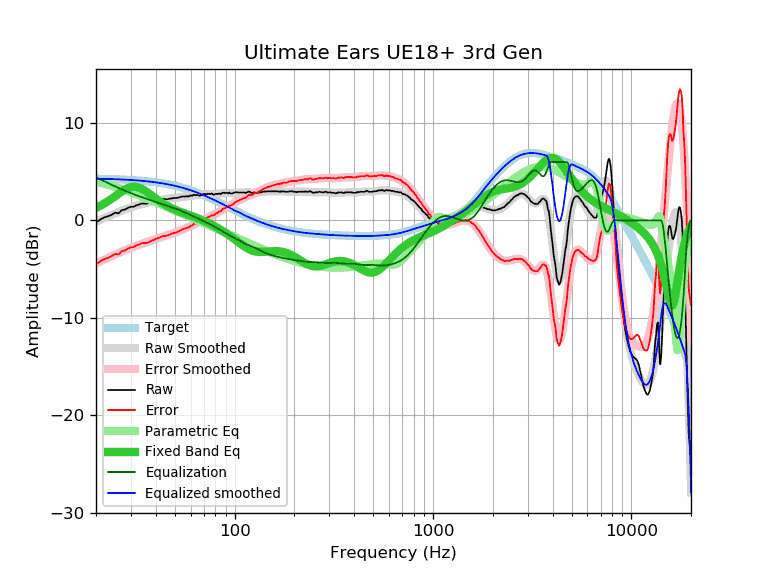 Ultimate Ears UE18+ 3rd Gen
Amplitude (dBr)
10
0
−10
−20
−30
Target
Raw Smoothed
Error Smoothed
Raw
Error
Parametric Eq
Fixed Band Eq
Equalization
Equalized smoothed
100
1000
10000
Frequency (Hz)